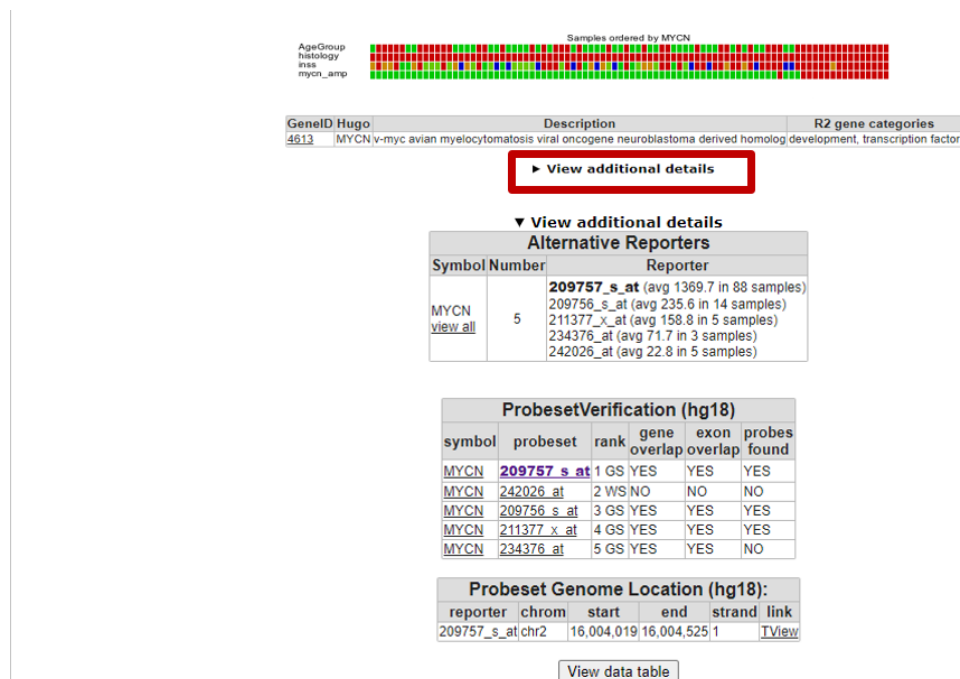 Samples ordered by MYCN
AgeGroup
histology
inss
mycn_amp
GeneID Hugo Description R2 gene categories
4613 MYCN v-myc avian myelocytomatosis viral oncogene neuroblastoma derived homolog development, transcription factor
► View additional details
▼ View additional details
Alternative Reporters
Symbol Number Reporter
209757_s_at (avg 1369.7 in 88 samples)
209756_s_at (avg 235.6 in 14 samples)
MYCN view all 5 211377_x_at (avg 158.8 in 5 samples)
234376_at (avg 71.7 in 3 samples)
242026_at (avg 22.8 in 5 samples)
ProbesetVerification (hg18)
symbol probeset rank gene overlap exon overlap probes found
MYCN 209757_s_at 1 GS YES YES YES
MYCN 242026_at 2 WS NO NO NO
MYCN 209756_s_at 3 GS YES YES YES
MYCN 211377_x_at 4 GS YES YES YES
MYCN 234376_at 5 GS YES YES NO
Probeset Genome Location (hg18):
reporter chrom start end strand link
209757_s_at chr2 16,004,019 16,004,525 1 TView
View data table